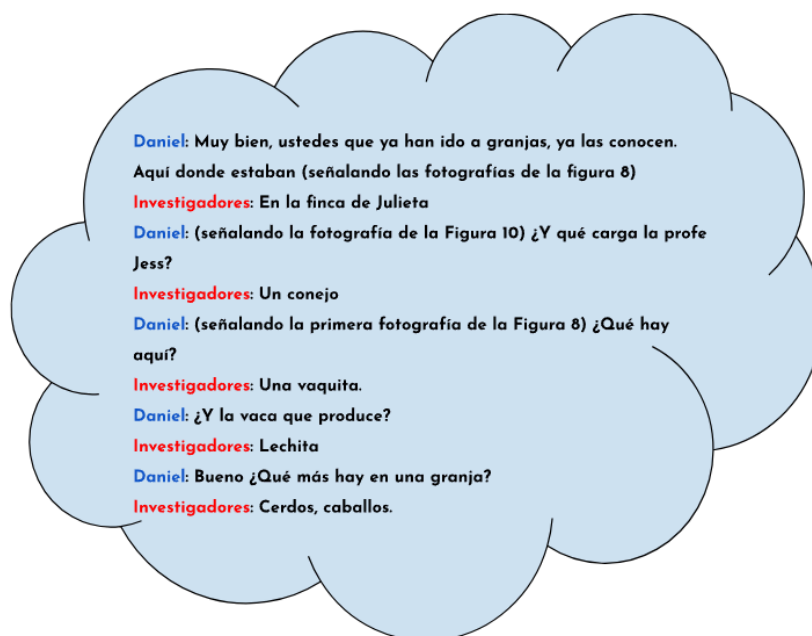 Daniel: Muy bien, ustedes que ya han ido a granjas, ya las conocen.
Aquí donde estaban (señalando las fotografías de la figura 8)
Investigadores: En la finca de Julieta
Daniel: (señalando la fotografía de la Figura 10) ¿Y qué carga la profe
Jess?
Investigadores: Un conejo
Daniel: (señalando la primera fotografía de la Figura 8) ¿Qué hay
aquí?
Investigadores: Una vaquita.
Daniel: ¿Y la vaca que produce?
Investigadores: Lechita
Daniel: Bueno ¿Qué más hay en una granja?
Investigadores: Cerdos, caballos.